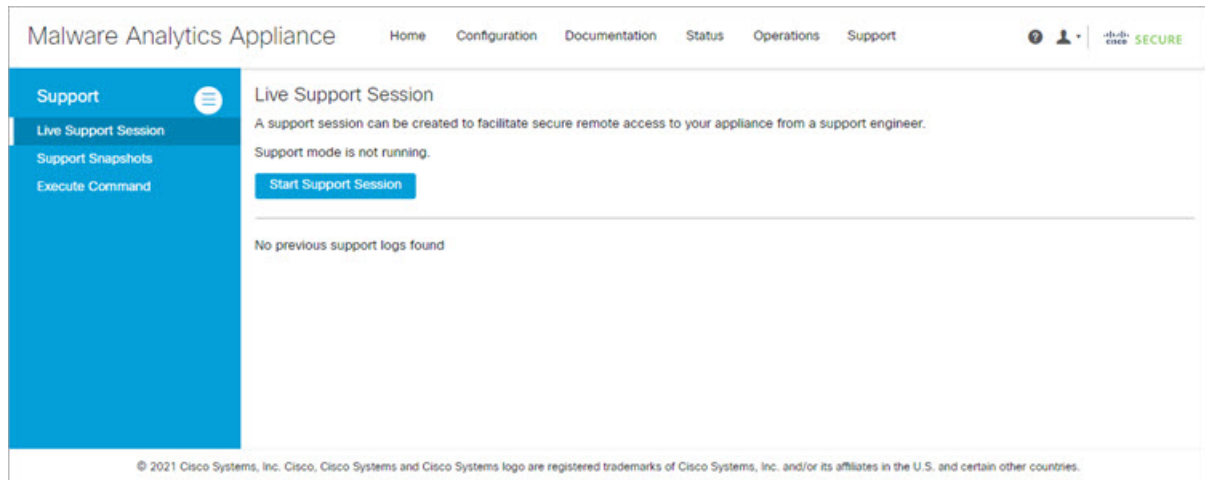 Malware Analytics Appliance Home Configuration Documentation Status Operations Support cisco SECURE
Support
Live Support Session
Support Snapshots
Execute Command
Live Support Session
A support session can be created to facilitate secure remote access to your appliance from a support engineer.
Support mode is not running.
Start Support Session
No previous support logs found
© 2021 Cisco Systems, Inc. Cisco, Cisco Systems and Cisco Systems logo are registered trademarks of Cisco Systems, Inc. and/or its affiliates in the U.S. and certain other countries.